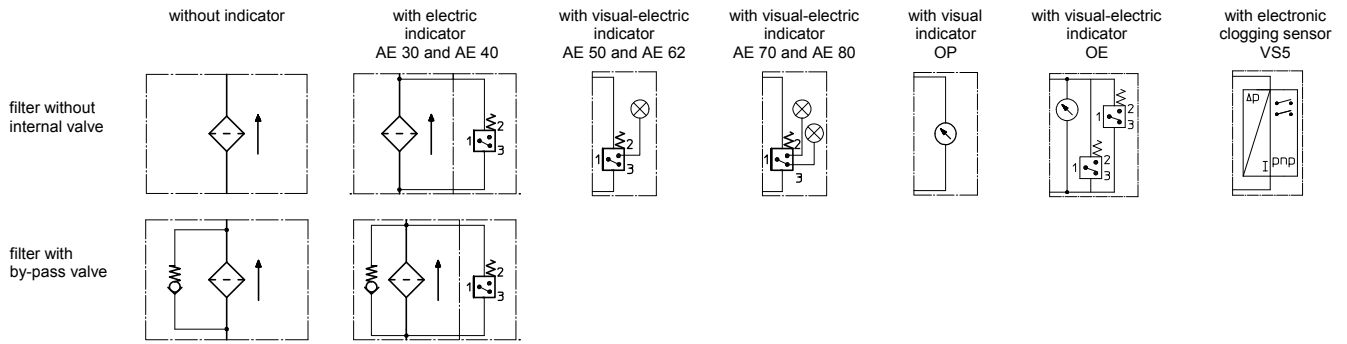 without indicator
with electric
indicator
AE 30 and AE 40
with visual-electric
indicator
AE 50 and AE 62
with visual-electric
indicator
AE 70 and AE 80
with visual
indicator
OP
with visual-electric
indicator
OE
with electronic
clogging sensor
VS5
filter without
internal valve
1
2
3
1
2
3
1
2
3
1
2
3
1
2
3
Δp
I
pnp
filter with
by-pass valve
1
2
3